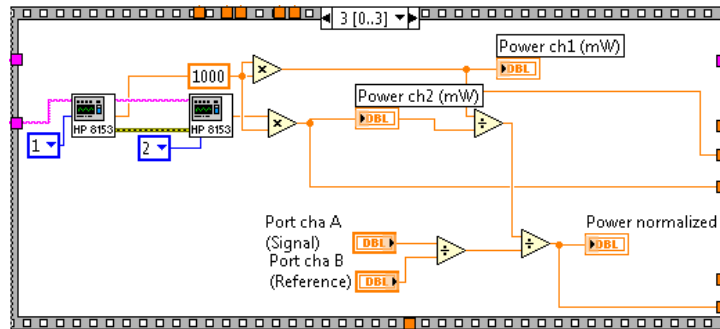 3 [0..3]
Power ch1 (mW)
DBL
1000
Power ch2 (mW)
DBL
HP 8153
HP 8153
1
2
Port cha A
(Signal)
DBL
Power normalized
DBL
Port cha B
(Reference)
DBL